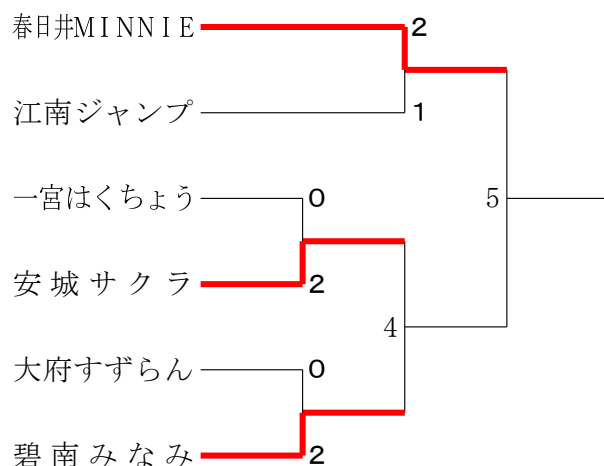 春日井MINNIE 2
江南ジャンプ 1
一宮はくちょう 0
5
安城サクラ 2
4
大府すずらん 0
碧南みなみ 2